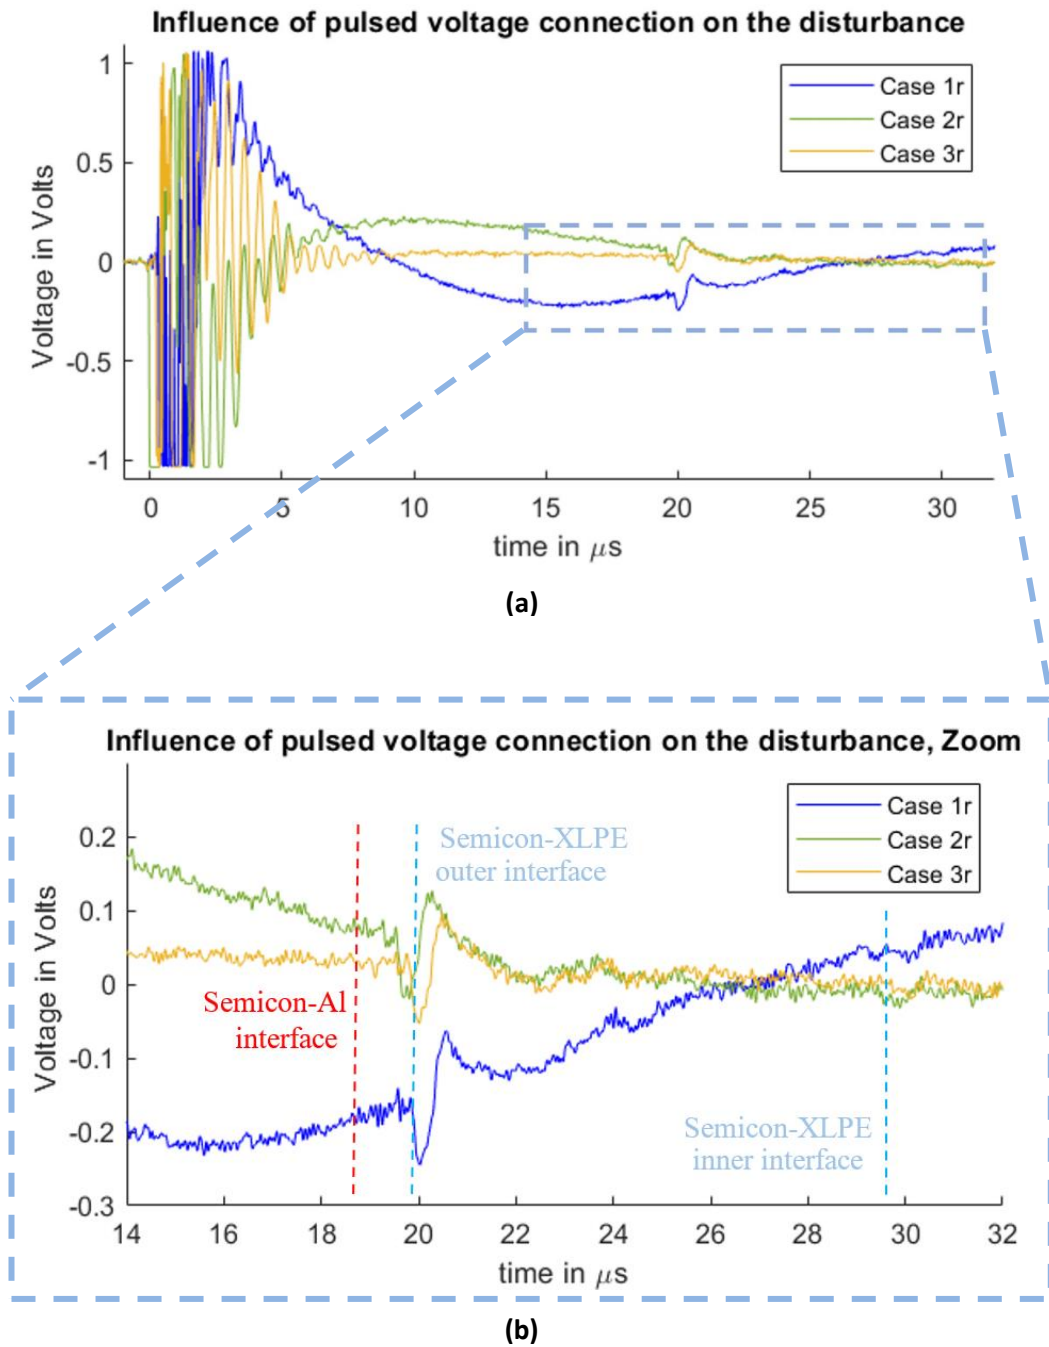 Influence of pulsed voltage connection on the disturbance
Case 1r
Case 2r
Case 3r
Voltage in Volts
1
0.5
0
-0.5
-1
0 5 10 15 20 25 30
time in μs
(a)
Influence of pulsed voltage connection on the disturbance, Zoom
Case 1r
Case 2r
Case 3r
Semicon-XLPE
outer interface
Voltage in Volts
0.2
0.1
0
-0.1
-0.2
-0.3
Semicon-Al
interface
Semicon-XLPE
inner interface
14 16 18 20 22 24 26 28 30 32
time in μs
(b)